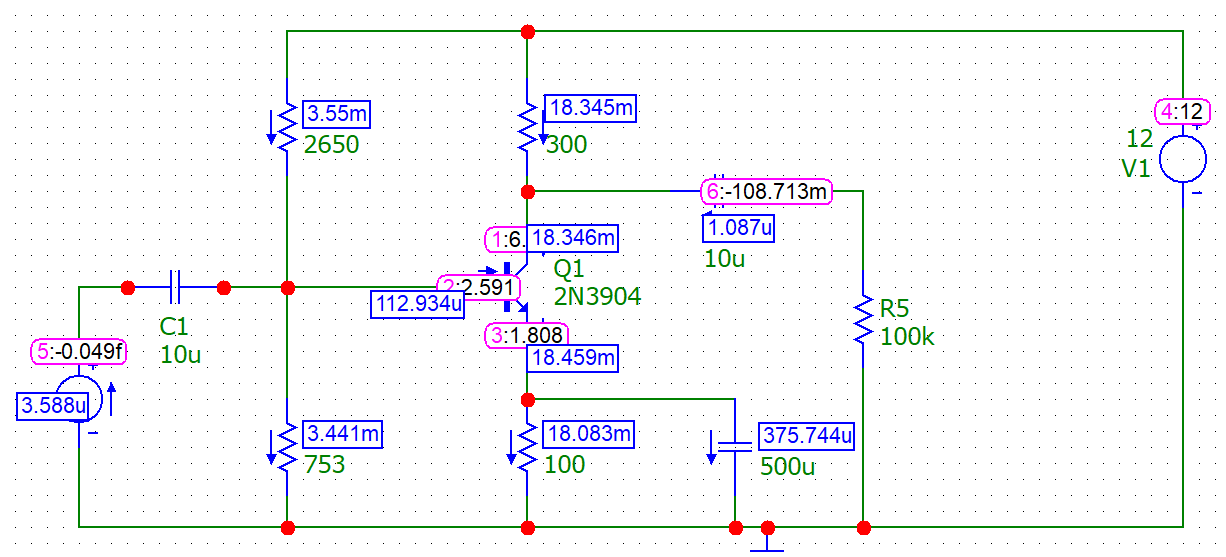 3.55m
2650
18.345m
300
4:12
12
V1
6:-108.713m
1.087u
10u
1:6.
18.346m
Q1
2N3904
2:2.591
112.934u
3:1.808
18.459m
C1
10u
R5
100k
5:-0.049f
3.588u
3.441m
753
18.083m
100
375.744u
500u